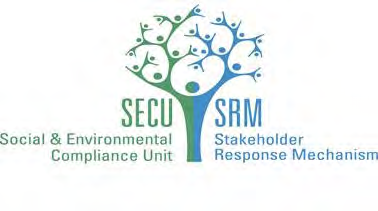 SECU
Social & Environmental
Compliance Unit
SRM
Stakeholder
Response Mechanism